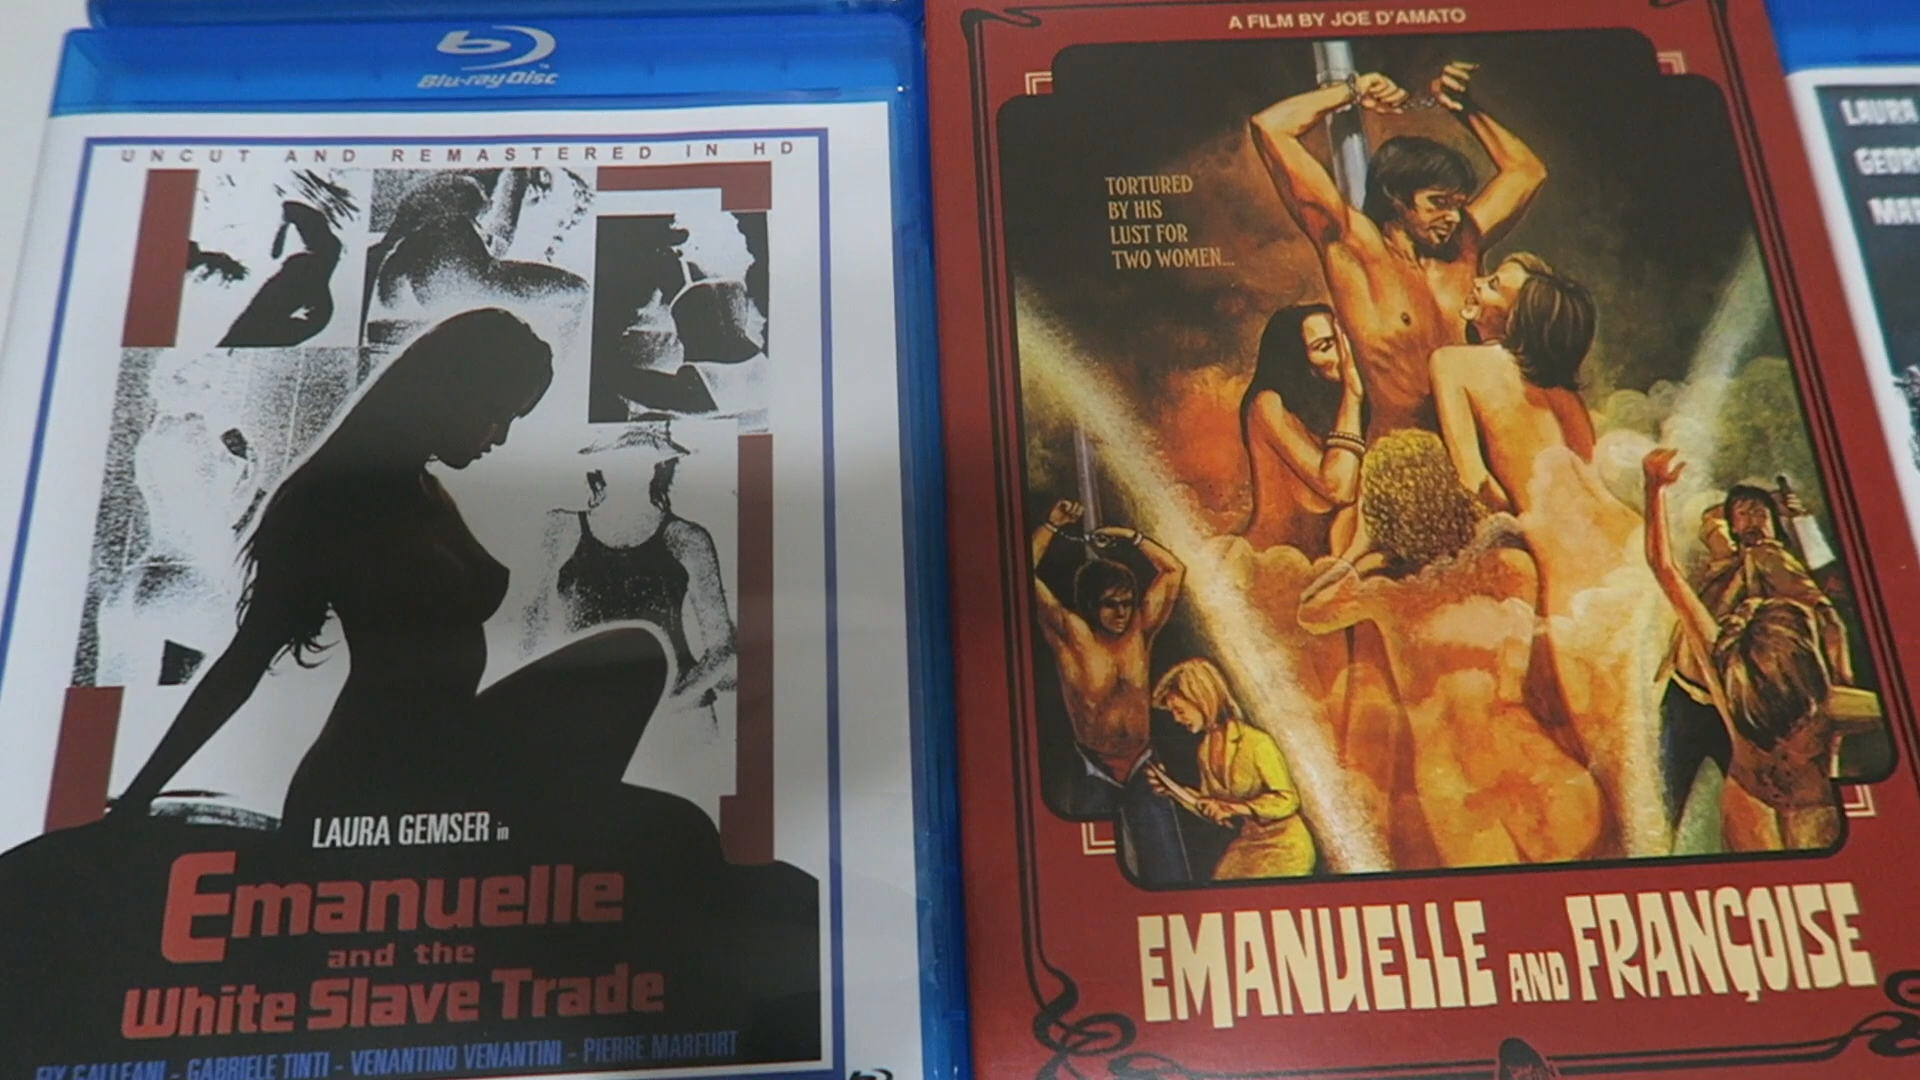 Blu-ray Disc
UNCUT AND REMASTERED IN HD
LAURA GEMSER in
Emanuelle
and the
White Slave Trade
GALLEANI - GABRIELE TINTI - VENANTINO VENANTINI - PIERRE MARFURT
A FILM BY JOE D'AMATO
TORTURED
BY HIS
LUST FOR
TWO WOMEN...
EMANUELLE AND FRANÇOISE
LAURA